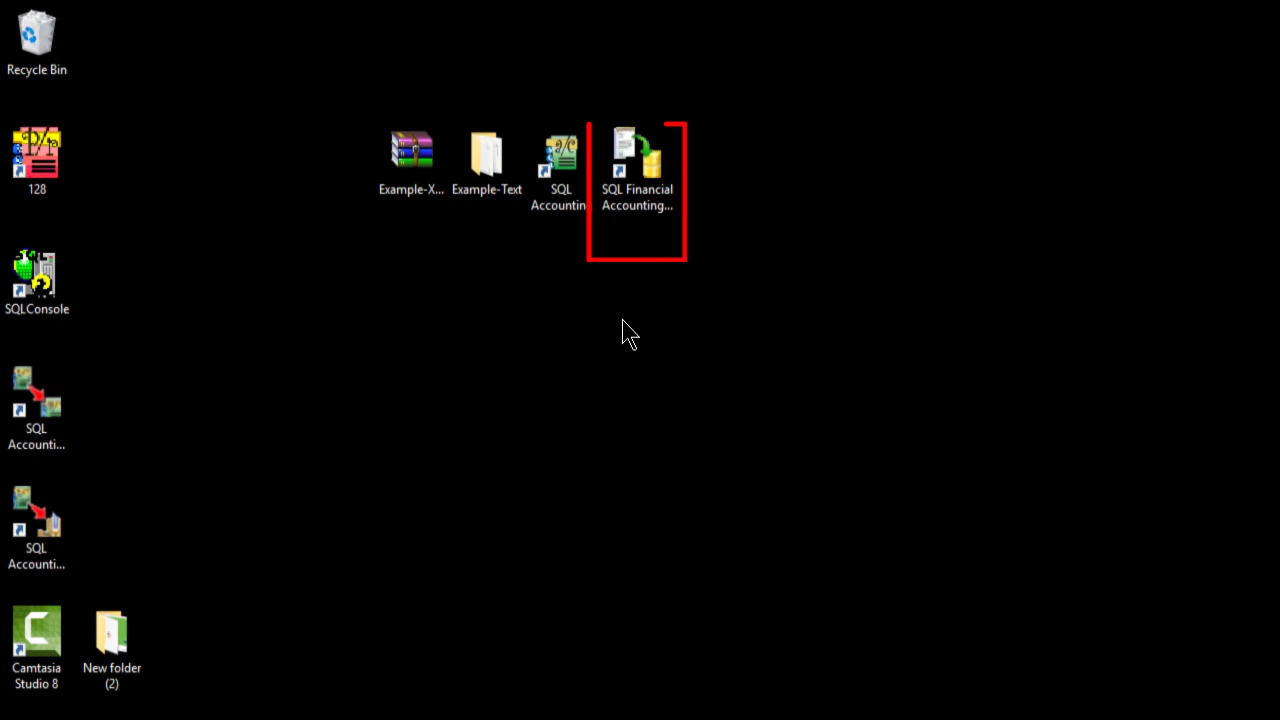 Recycle Bin
128
SQLConsole
SQL
Accounti...
SQL
Accounti...
Camtasia
Studio 8
New folder
(2)
Example-X...
Example-Text
SQL
Accountin
SQL Financial
Accounting...